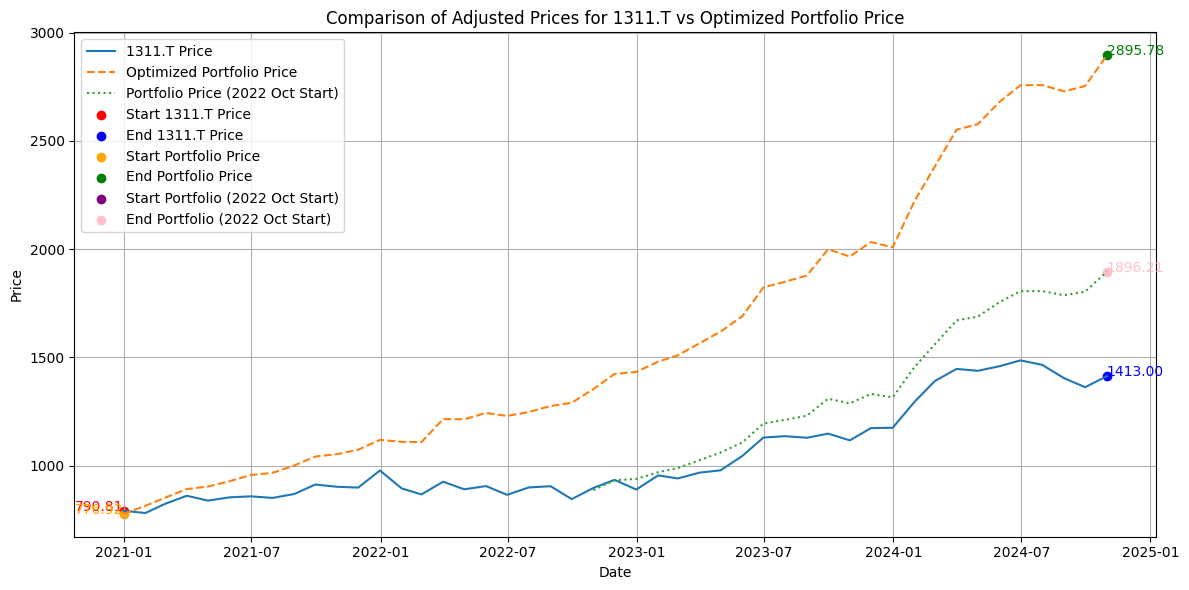 Comparison of Adjusted Prices for 1311.T vs Optimized Portfolio Price
1311.T Price
Optimized Portfolio Price
Portfolio Price (2022 Oct Start)
Start 1311.T Price
End 1311.T Price
Start Portfolio Price
End Portfolio Price
Start Portfolio (2022 Oct Start)
End Portfolio (2022 Oct Start)
3000
2500
2000
1500
1000
Price
2895.78
1896.21
1413.00
790.81
2021-01
2021-07
2022-01
2022-07
2023-01
2023-07
2024-01
2024-07
2025-01
Date